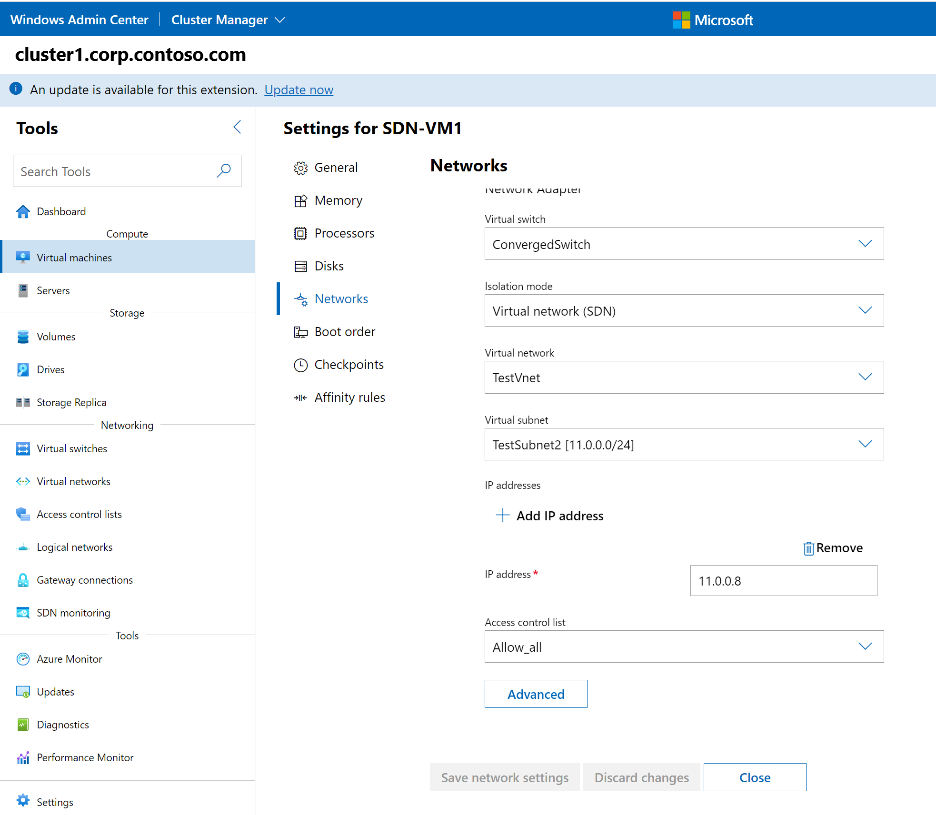 Windows Admin Center | Cluster Manager
Microsoft
cluster1.corp.contoso.com
An update is available for this extension. Update now
Tools
Search Tools
Dashboard
Compute
Virtual machines
Servers
Storage
Volumes
Drives
Storage Replica
Networking
Virtual switches
Virtual networks
Access control lists
Logical networks
Gateway connections
SDN monitoring
Tools
Azure Monitor
Updates
Diagnostics
Performance Monitor
Settings
Settings for SDN-VM1
General
Memory
Processors
Disks
Networks
Boot order
Checkpoints
Affinity rules
Networks
Network Adapter
Virtual switch
ConvergedSwitch
Isolation mode
Virtual network (SDN)
Virtual network
TestVnet
Virtual subnet
TestSubnet2 [11.0.0.0/24]
IP addresses
Add IP address
Remove
IP address *
11.0.0.8
Access control list
Allow_all
Advanced
Save network settings
Discard changes
Close